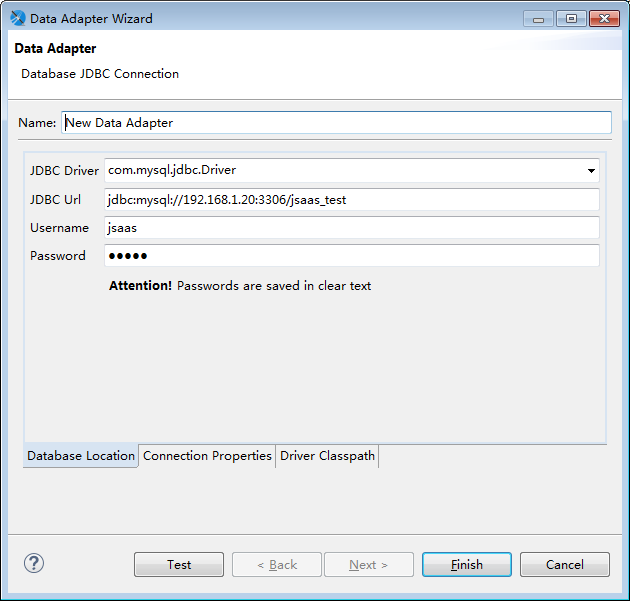 Data Adapter Wizard
Data Adapter
Database JDBC Connection
Name: New Data Adapter
JDBC Driver com.mysql.jdbc.Driver
JDBC Url jdbc:mysql://192.168.1.20:3306/jsaas_test
Username jsaas
Password ●●●●●
Attention! Passwords are saved in clear text
Database Location Connection Properties Driver Classpath
? Test < Back Next > Finish Cancel